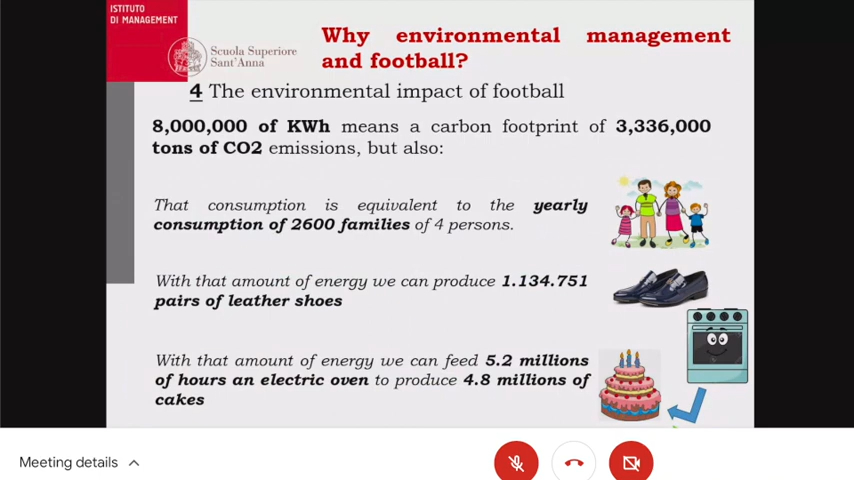 ISTITUTO
DI MANAGEMENT
Scuola Superiore
Sant'Anna
Why environmental management
and football?
4 The environmental impact of football
8,000,000 of KWh means a carbon footprint of 3,336,000
tons of CO2 emissions, but also:
That consumption is equivalent to the yearly
consumption of 2600 families of 4 persons.
With that amount of energy we can produce 1.134.751
pairs of leather shoes
With that amount of energy we can feed 5.2 millions
of hours an electric oven to produce 4.8 millions of
cakes
Meeting details